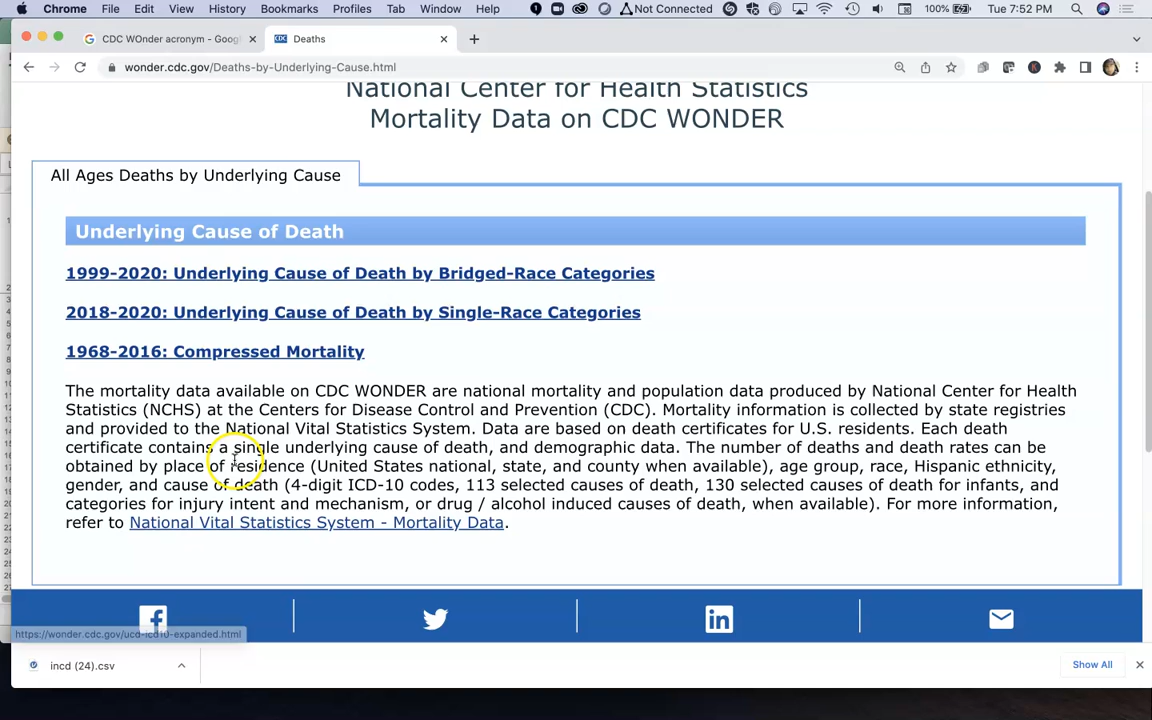 Chrome File Edit View History Bookmarks Profiles Tab Window Help Not Connected 100% Tue 7:52 PM
CDC WOnder acronym - Goog
Deaths
wonder.cdc.gov/Deaths-by-Underlying-Cause.html
National Center for Health Statistics
Mortality Data on CDC WONDER
All Ages Deaths by Underlying Cause
Underlying Cause of Death
1999-2020: Underlying Cause of Death by Bridged-Race Categories
2018-2020: Underlying Cause of Death by Single-Race Categories
1968-2016: Compressed Mortality
The mortality data available on CDC WONDER are national mortality and population data produced by National Center for Health
Statistics (NCHS) at the Centers for Disease Control and Prevention (CDC). Mortality information is collected by state registries
and provided to the National Vital Statistics System. Data are based on death certificates for U.S. residents. Each death
certificate contains a single underlying cause of death, and demographic data. The number of deaths and death rates can be
obtained by place of residence (United States national, state, and county when available), age group, race, Hispanic ethnicity,
gender, and cause of death (4-digit ICD-10 codes, 113 selected causes of death, 130 selected causes of death for infants, and
categories for injury intent and mechanism, or drug / alcohol induced causes of death, when available). For more information,
refer to National Vital Statistics System - Mortality Data.
https://wonder.cdc.gov/ucd-icd10-expanded.html
incd (24).csv
Show All